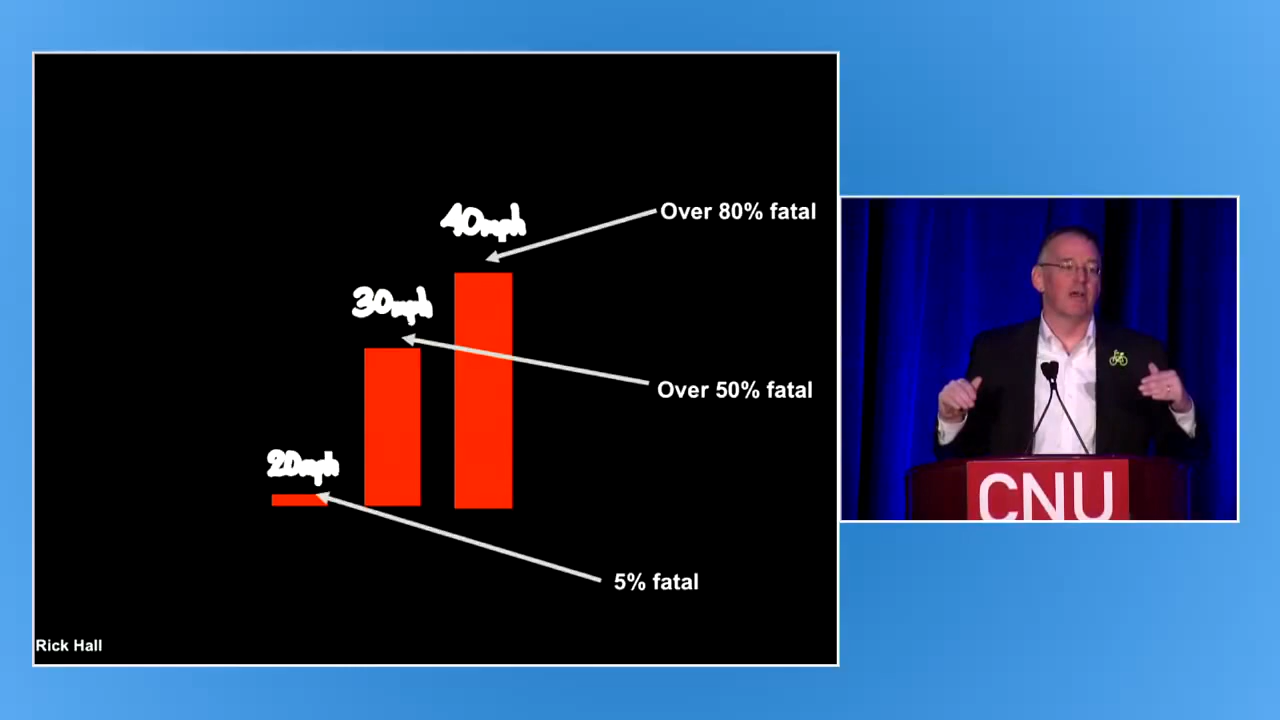 40mph
Over 80% fatal
30mph
Over 50% fatal
20mph
5% fatal
Rick Hall
CNU